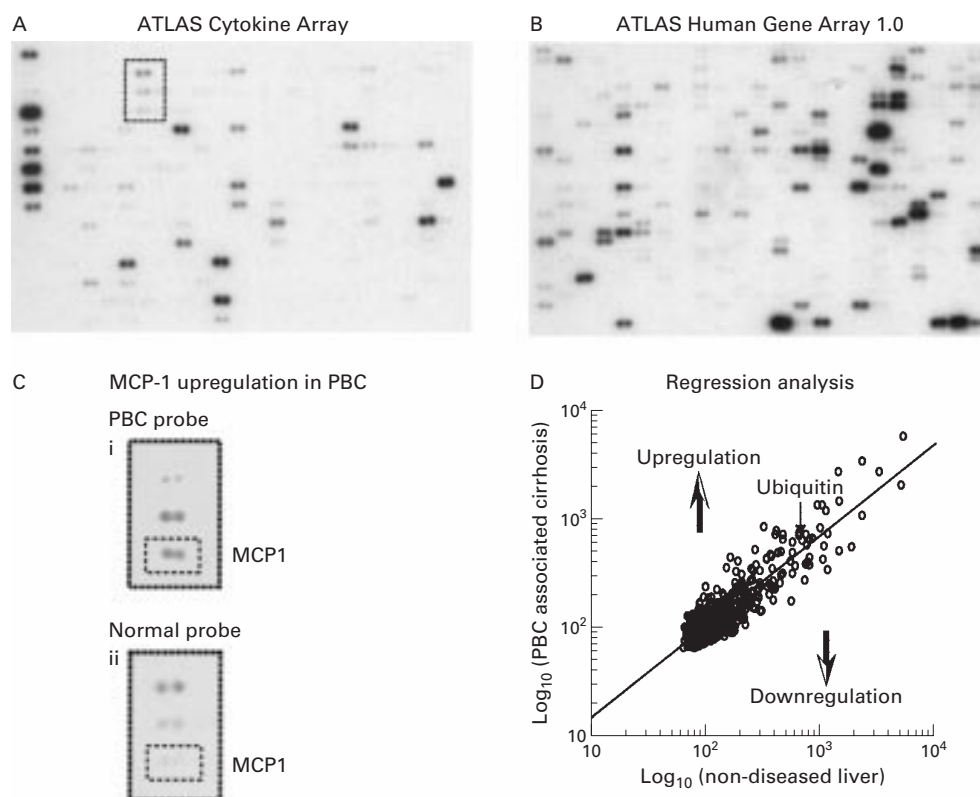 A ATLAS Cytokine Array
B ATLAS Human Gene Array 1.0
C MCP-1 upregulation in PBC
PBC probe
i
MCP1
Normal probe
ii
MCP1
D Regression analysis
10⁴
10³
10²
10
Log₁₀ (PBC associated cirrhosis)
Upregulation
Ubiquitin
Downregulation
10 10² 10³ 10⁴
Log₁₀ (non-diseased liver)